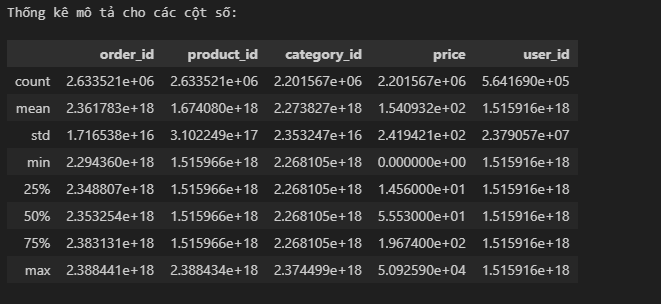 Thống kê mô tả cho các cột số:
order_id product_id category_id price user_id
count 2.633521e+06 2.633521e+06 2.201567e+06 2.201567e+06 5.641690e+05
mean 2.361783e+18 1.674080e+18 2.273827e+18 1.540932e+02 1.515916e+18
std 1.716538e+16 3.102249e+17 2.353247e+16 2.419421e+02 2.379057e+07
min 2.294360e+18 1.515966e+18 2.268105e+18 0.000000e+00 1.515916e+18
25% 2.348807e+18 1.515966e+18 2.268105e+18 1.456000e+01 1.515916e+18
50% 2.353254e+18 1.515966e+18 2.268105e+18 5.553000e+01 1.515916e+18
75% 2.383131e+18 1.515966e+18 2.268105e+18 1.967400e+02 1.515916e+18
max 2.388441e+18 2.388434e+18 2.374499e+18 5.092590e+04 1.515916e+18